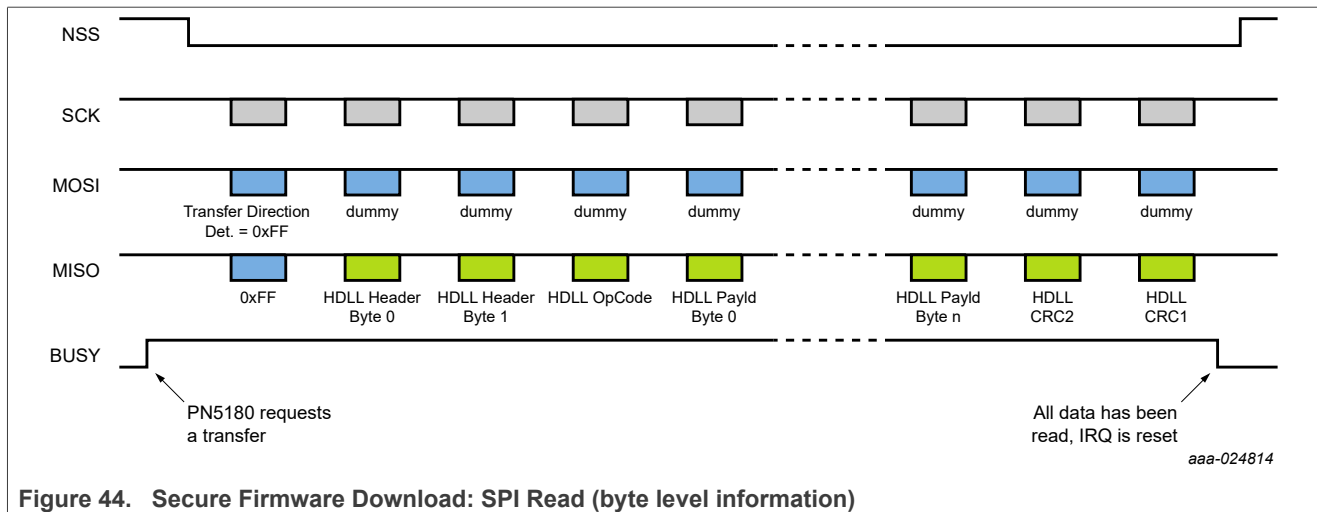 NSS
SCK
MOSI
Transfer Direction
Det. = 0xFF
dummy
dummy
dummy
dummy
dummy
dummy
dummy
MISO
0xFF
HDLL Header
Byte 0
HDLL Header
Byte 1
HDLL OpCode
HDLL Payld
Byte 0
HDLL Payld
Byte n
HDLL
CRC2
HDLL
CRC1
BUSY
PN5180 requests
a transfer
All data has been
read, IRQ is reset
aaa-024814
Figure 44. Secure Firmware Download: SPI Read (byte level information)